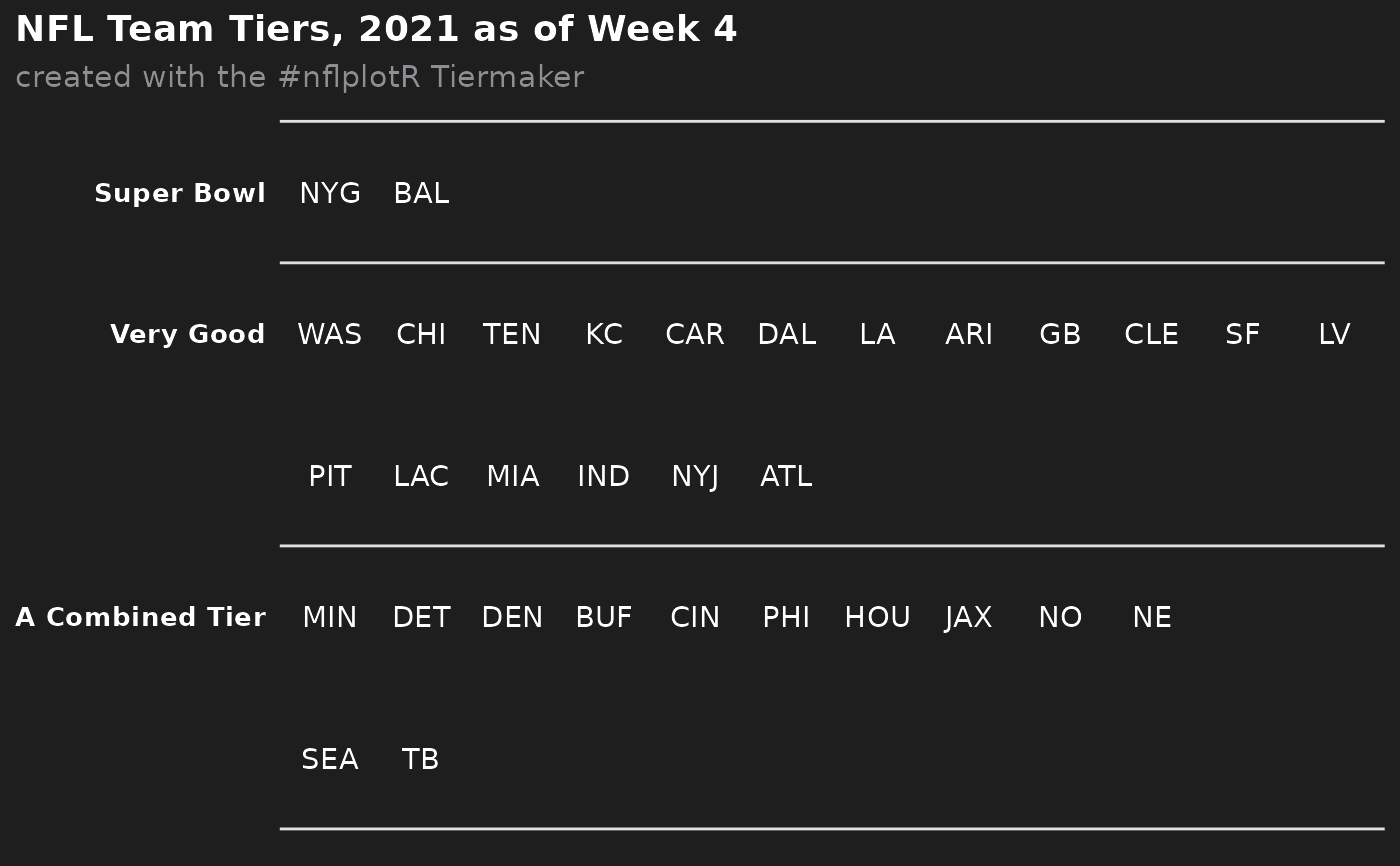 NFL Team Tiers, 2021 as of Week 4
created with the #nflplotR Tiermaker
Super Bowl NYG BAL
Very Good WAS CHI TEN KC CAR DAL LA ARI GB CLE SF LV
PIT LAC MIA IND NYJ ATL
A Combined Tier MIN DET DEN BUF CIN PHI HOU JAX NO NE
SEA TB